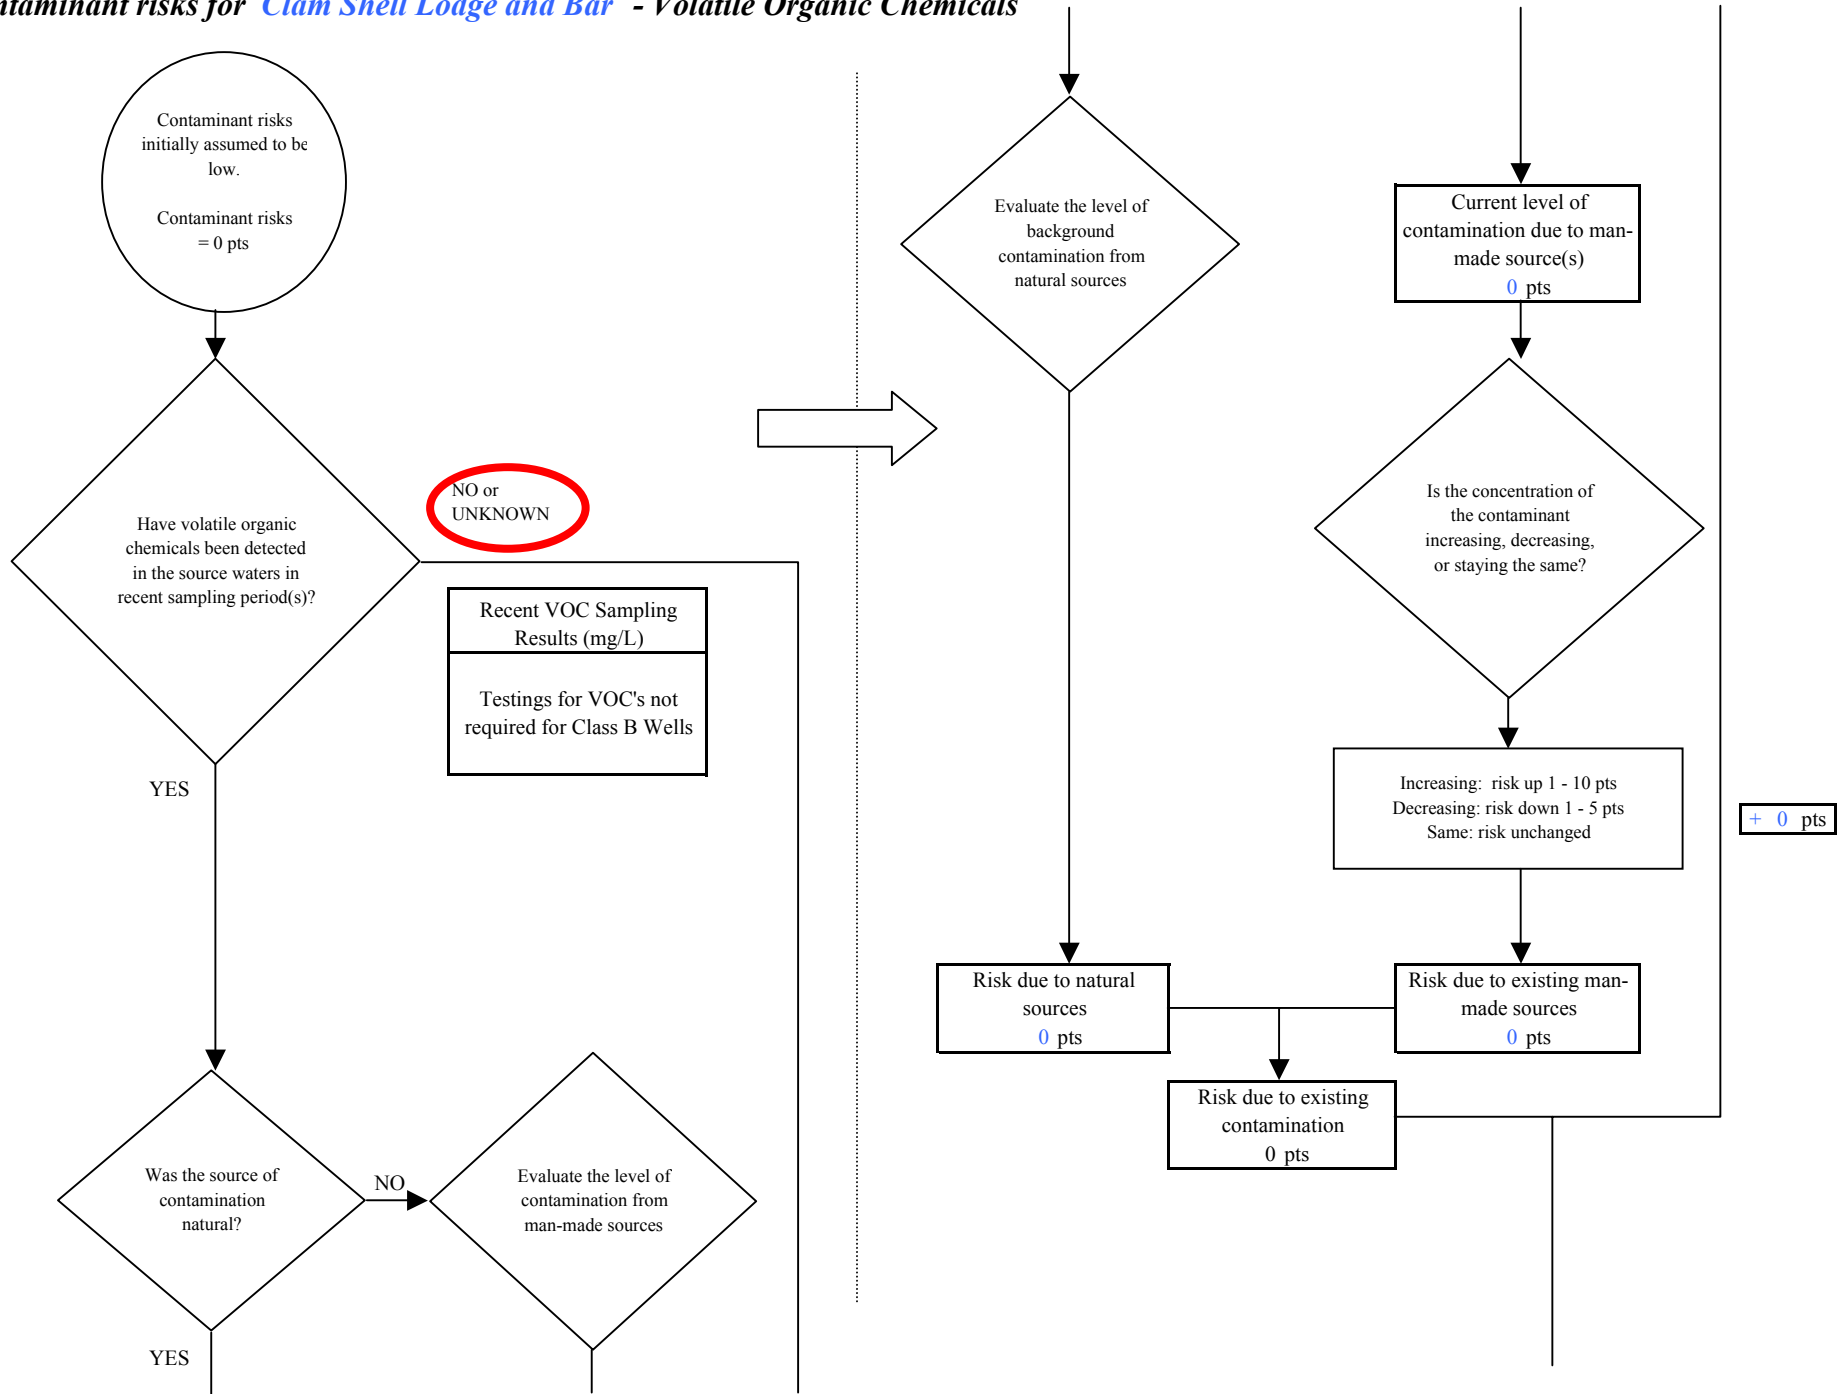 ntaminant risks for Clam Shell Lodge and Bar - Volatile Organic Chemicals
Contaminant risks
initially assumed to be
low.
Contaminant risks
= 0 pts
Have volatile organic
chemicals been detected
in the source waters in
recent sampling period(s)?
NO or
UNKNOWN
Recent VOC Sampling
Results (mg/L)
Testings for VOC's not
required for Class B Wells
YES
Was the source of
contamination
natural?
NO
Evaluate the level of
contamination from
man-made sources
YES
Evaluate the level of
background
contamination from
natural sources
Current level of
contamination due to man-
made source(s)
0 pts
Is the concentration of
the contaminant
increasing, decreasing,
or staying the same?
Increasing: risk up 1 - 10 pts
Decreasing: risk down 1 - 5 pts
Same: risk unchanged
+ 0 pts
Risk due to natural
sources
0 pts
Risk due to existing man-
made sources
0 pts
Risk due to existing
contamination
0 pts